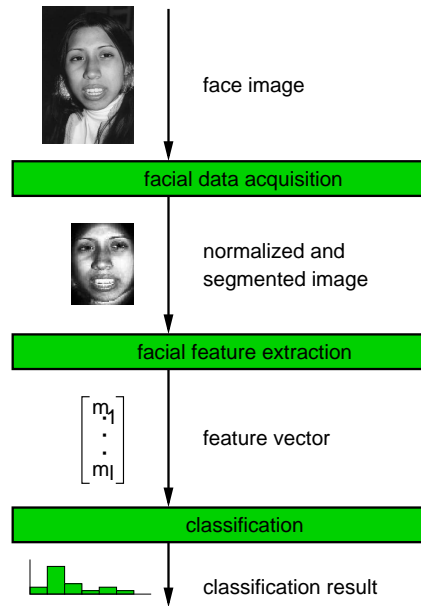 face image
facial data acquisition
normalized and
segmented image
facial feature extraction
m1
feature vector
ml
classification
classification result